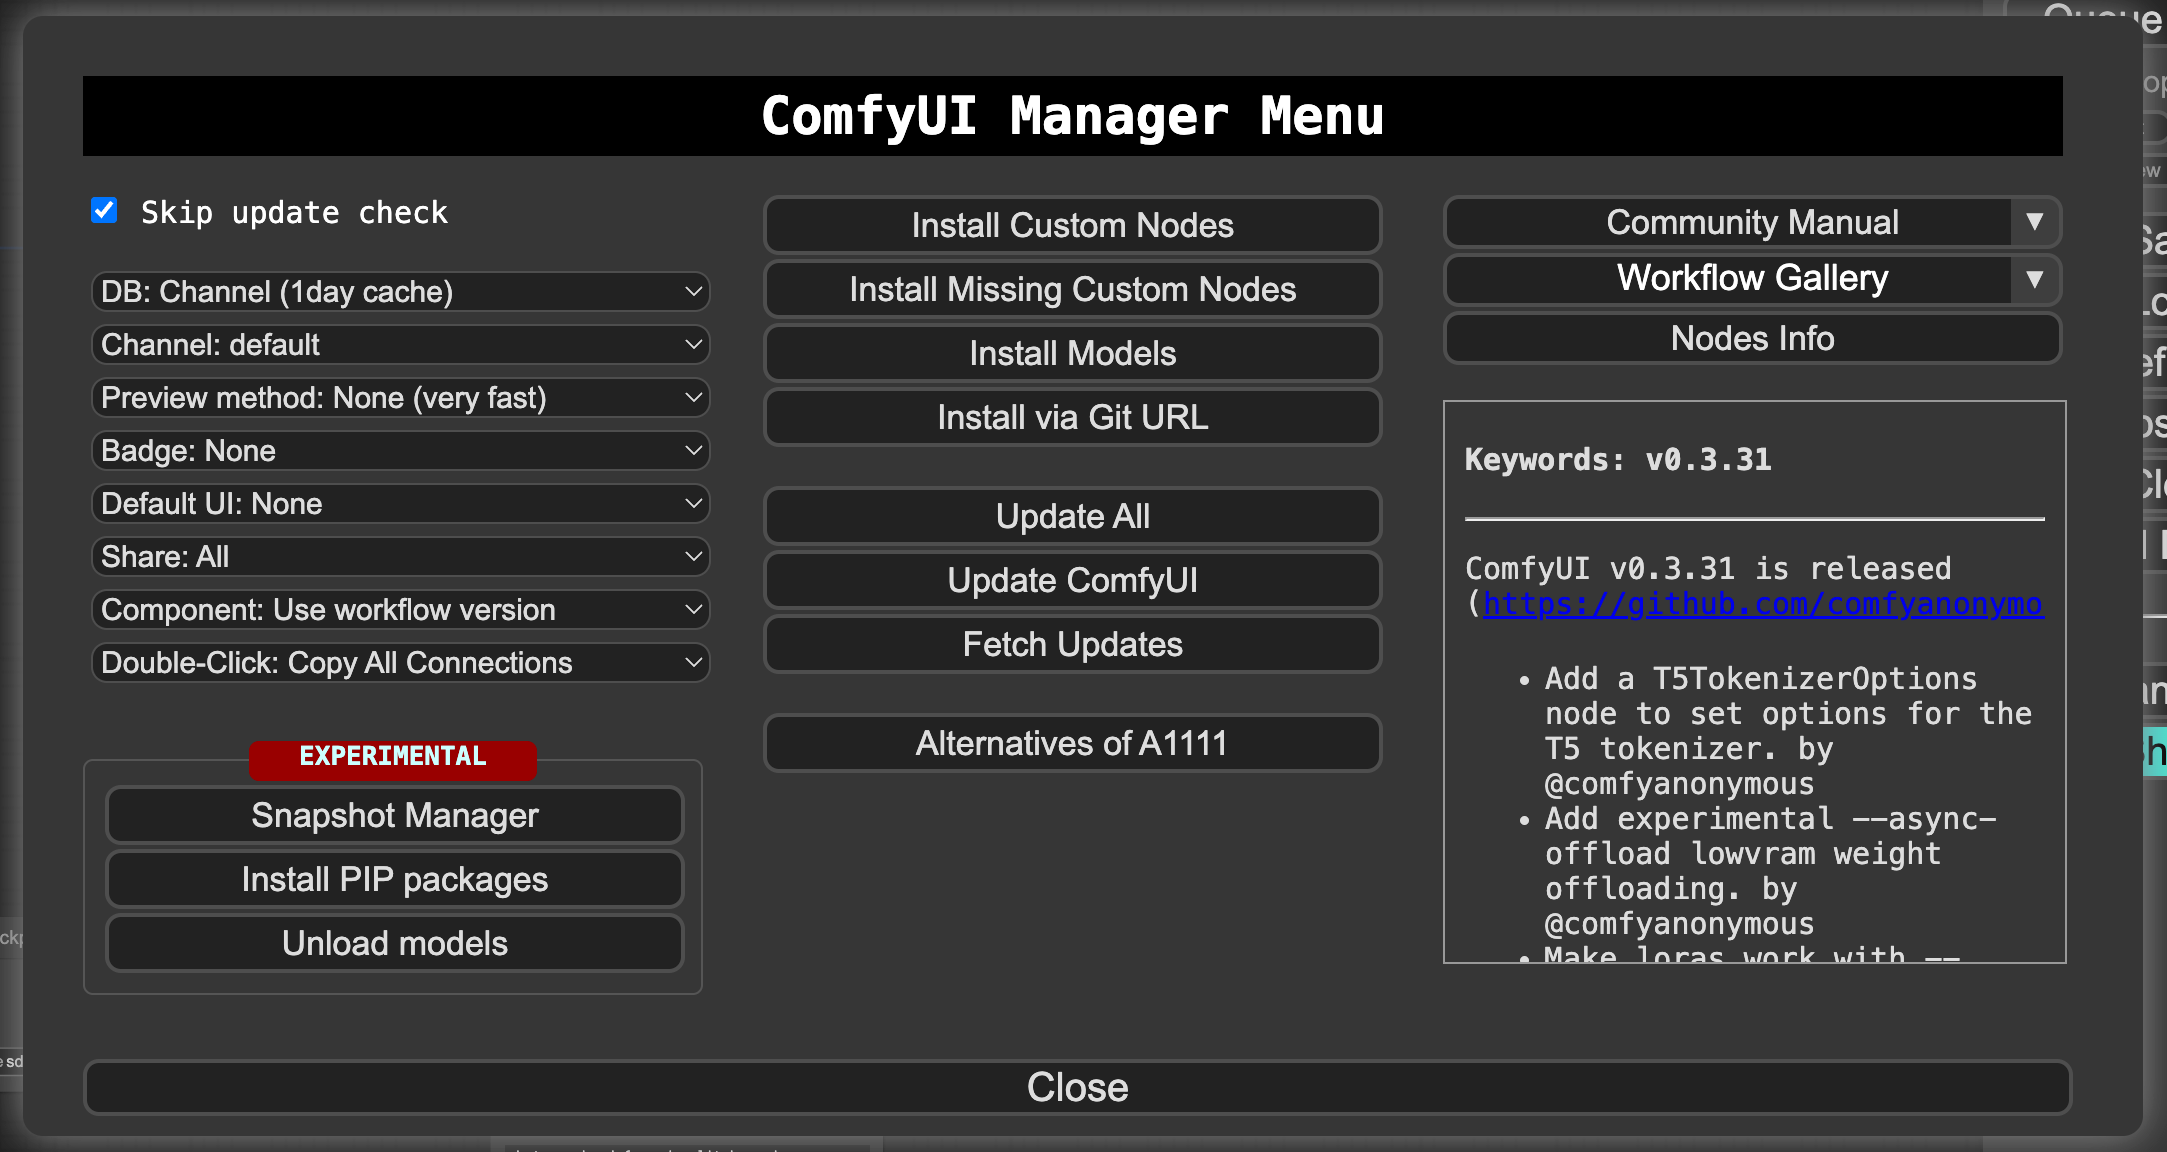 ComfyUI Manager Menu
Skip update check
DB: Channel (1day cache)
Channel: default
Preview method: None (very fast)
Badge: None
Default UI: None
Share: All
Component: Use workflow version
Double-Click: Copy All Connections
EXPERIMENTAL
Snapshot Manager
Install PIP packages
Unload models
Install Custom Nodes
Install Missing Custom Nodes
Install Models
Install via Git URL
Update All
Update ComfyUI
Fetch Updates
Alternatives of A1111
Community Manual ▼
Workflow Gallery ▼
Nodes Info
Keywords: v0.3.31
ComfyUI v0.3.31 is released
(https://github.com/comfyanonymo
• Add a T5TokenizerOptions
node to set options for the
T5 tokenizer. by
@comfyanonymous
• Add experimental --async-
offload lowvram weight
offloading. by
@comfyanonymous
• Make loras work with --
Close